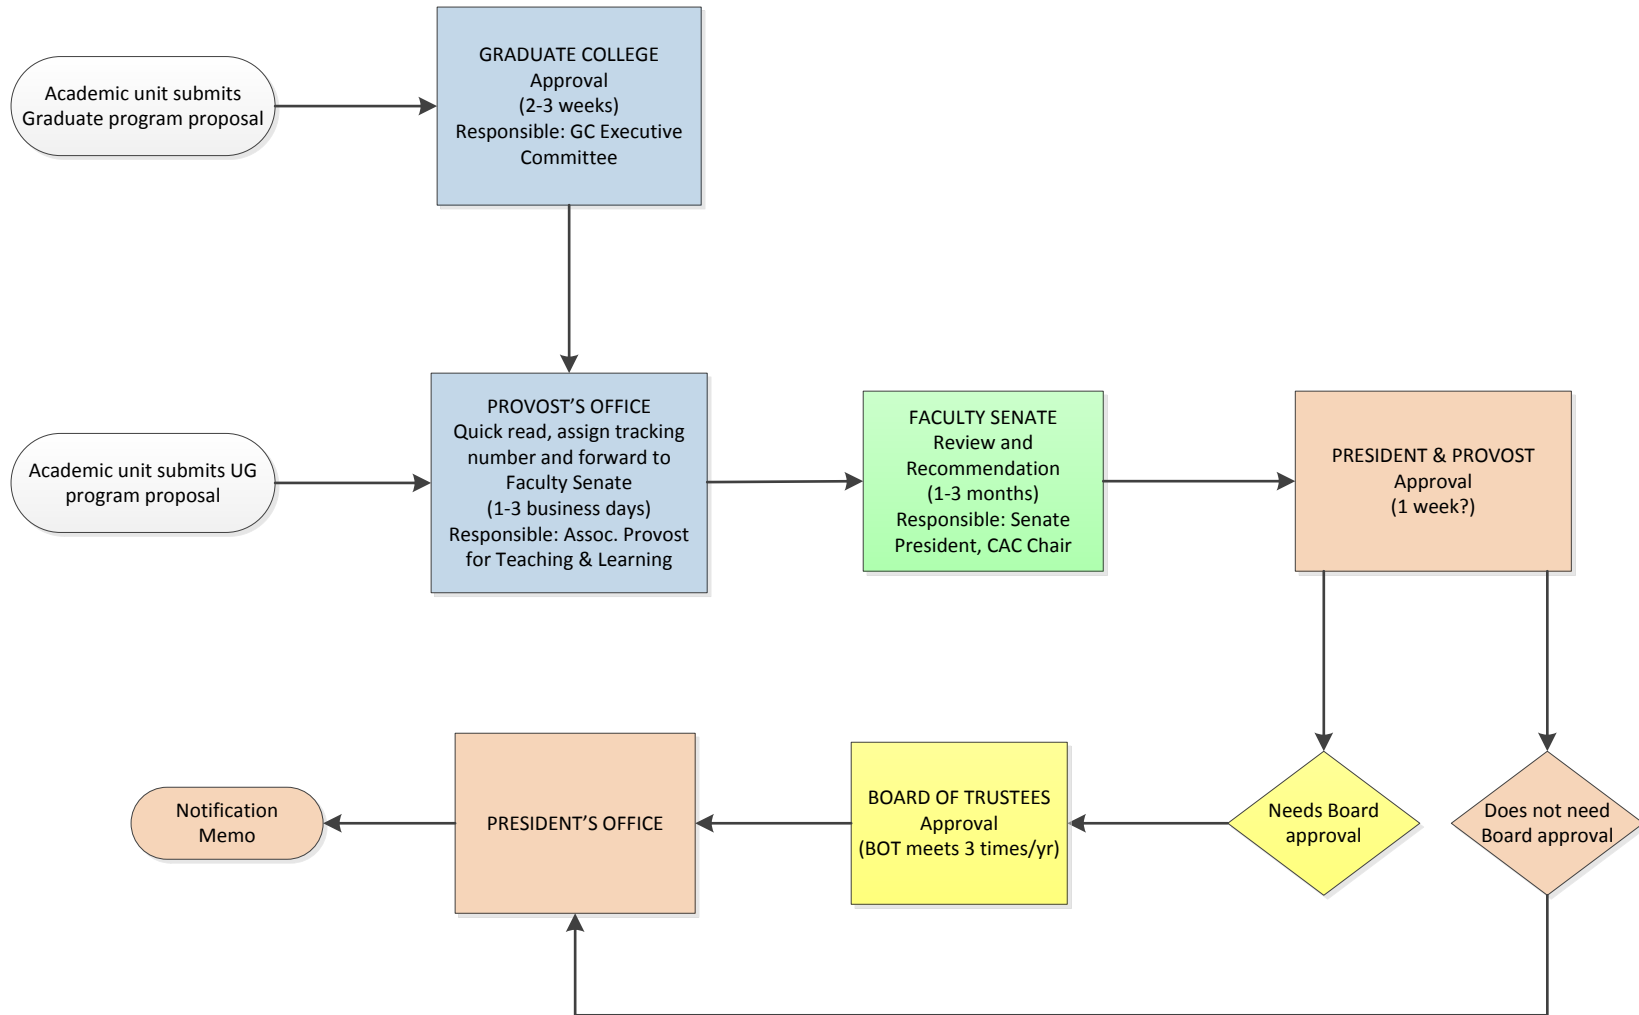 Academic unit submits
Graduate program proposal
GRADUATE COLLEGE
Approval
(2-3 weeks)
Responsible: GC Executive
Committee
Academic unit submits UG
program proposal
PROVOST’S OFFICE
Quick read, assign tracking
number and forward to
Faculty Senate
(1-3 business days)
Responsible: Assoc. Provost
for Teaching & Learning
FACULTY SENATE
Review and
Recommendation
(1-3 months)
Responsible: Senate
President, CAC Chair
PRESIDENT & PROVOST
Approval
(1 week?)
Notification
Memo
PRESIDENT’S OFFICE
BOARD OF TRUSTEES
Approval
(BOT meets 3 times/yr)
Needs Board
approval
Does not need
Board approval